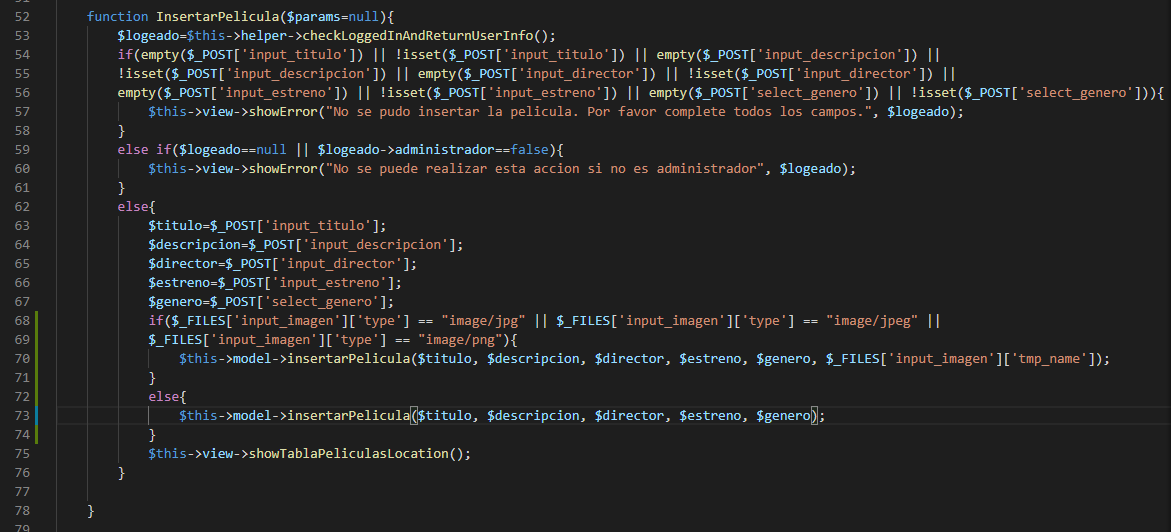 52 function InsertarPelicula($params=null){
53 $logeado=$this->helper->checkLoggedInAndReturnUserInfo();
54 if(empty($_POST['input_titulo']) || !isset($_POST['input_titulo']) || empty($_POST['input_descripcion']) ||
55 !isset($_POST['input_descripcion']) || empty($_POST['input_director']) || !isset($_POST['input_director']) ||
56 empty($_POST['input_estreno']) || !isset($_POST['input_estreno']) || empty($_POST['select_genero']) || !isset($_POST['select_genero'])){
57 $this->view->showError("No se pudo insertar la pelicula. Por favor complete todos los campos.", $logeado);
58 }
59 else if($logeado==null || $logeado->administrador==false){
60 $this->view->showError("No se puede realizar esta accion si no es administrador", $logeado);
61 }
62 else{
63 $titulo=$_POST['input_titulo'];
64 $descripcion=$_POST['input_descripcion'];
65 $director=$_POST['input_director'];
66 $estreno=$_POST['input_estreno'];
67 $genero=$_POST['select_genero'];
68 if($_FILES['input_imagen']['type'] == "image/jpg" || $_FILES['input_imagen']['type'] == "image/jpeg" ||
69 $_FILES['input_imagen']['type'] == "image/png"){
70 $this->model->insertarPelicula($titulo, $descripcion, $director, $estreno, $genero, $_FILES['input_imagen']['tmp_name']);
71 }
72 else{
73 $this->model->insertarPelicula($titulo, $descripcion, $director, $estreno, $genero);
74 }
75 $this->view->showTablaPeliculasLocation();
76 }
77
78 }
79